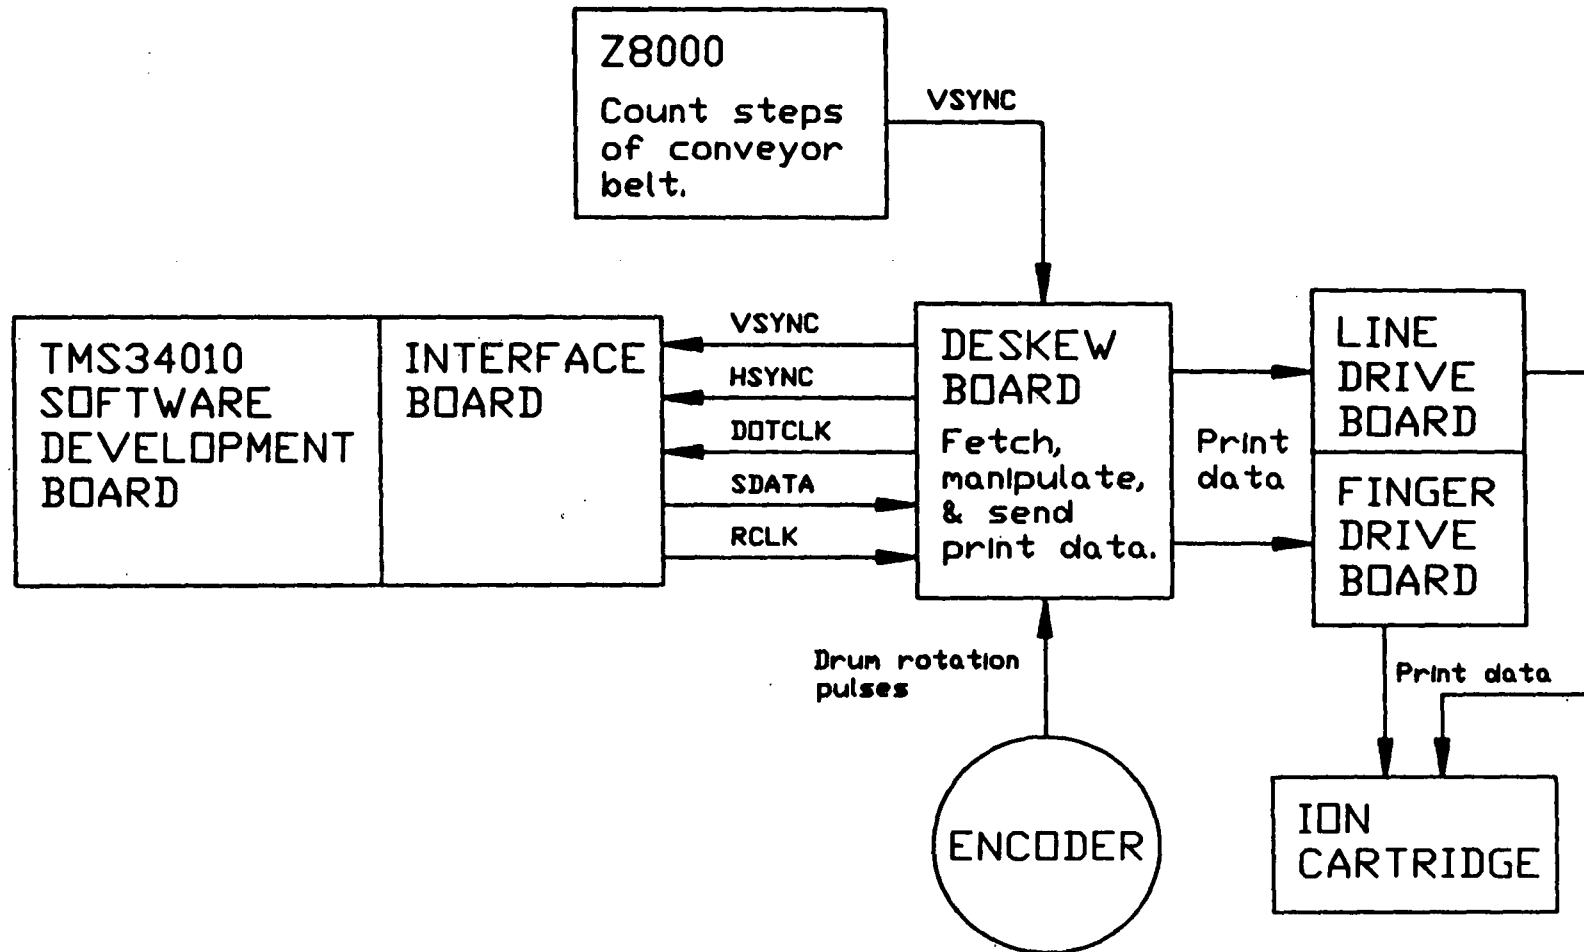 Z8000
Count steps
of conveyor
belt.
VSYNC
TMS34010
SOFTWARE
DEVELOPMENT
BOARD
INTERFACE
BOARD
VSYNC
HSYNC
DOTCLK
SDATA
RCLK
DESKEW
BOARD
Fetch,
manipulate,
& send
print data.
Print
data
LINE
DRIVE
BOARD
FINGER
DRIVE
BOARD
Drum rotation
pulses
Print data
ENCODER
ION
CARTRIDGE